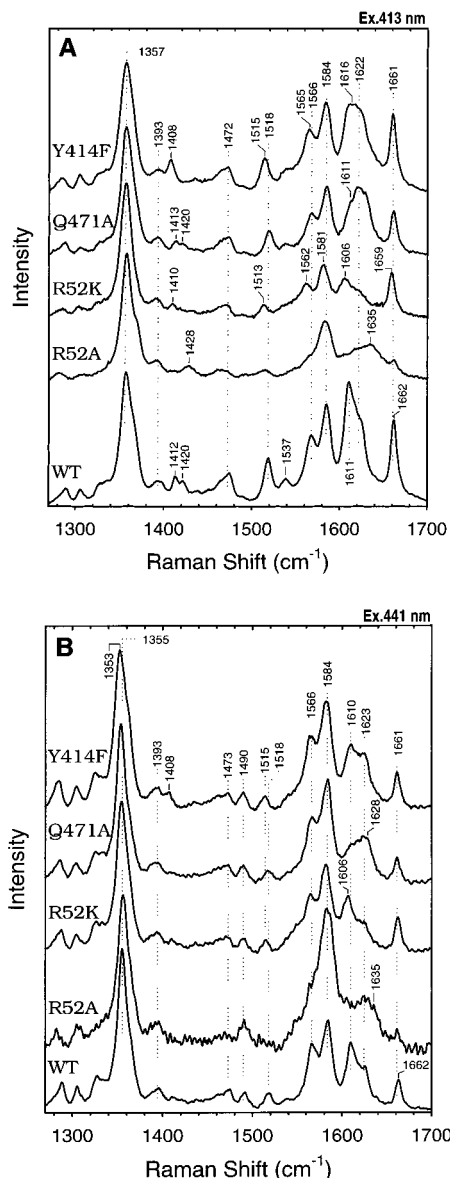 Ex.413 nm
A
1357
1393
1408
1472
1515
1518
1565
1566
1584
1616
1622
1661
Y414F
1611
Q471A
1413
1420
1562
1581
1606
1659
R52K
1410
1513
1635
R52A
1428
1662
WT
1412
1420
1537
1611
Intensity
1300 1400 1500 1600 1700
Raman Shift (cm-1)
Ex.441 nm
B
1353
1355
1393
1408
1473
1490
1515
1518
1566
1584
1610
1623
1661
Y414F
1628
Q471A
1606
R52K
1635
R52A
WT
1662
Intensity
1300 1400 1500 1600 1700
Raman Shift (cm-1)